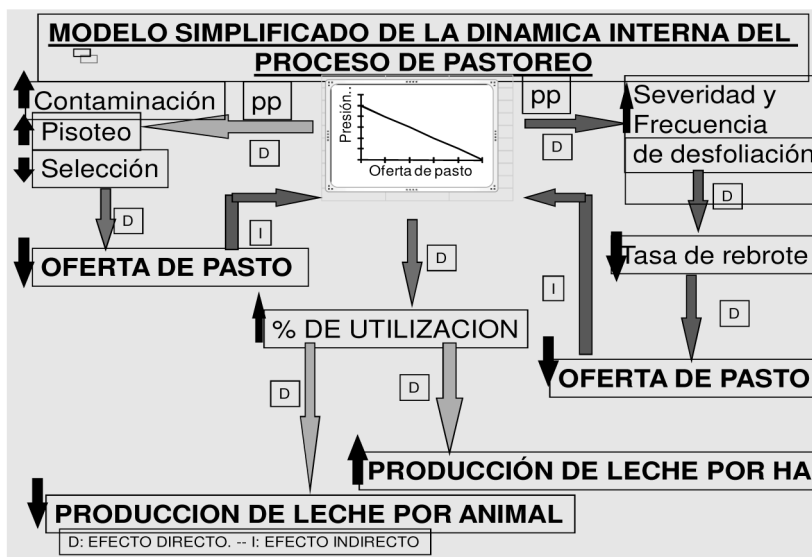 MODELO SIMPLIFICADO DE LA DINAMICA INTERNA DEL
PROCESO DE PASTOREO
Contaminación
Pisoteo
Selección
pp
D
Presión...
Oferta de pasto
pp
D
Severidad y
Frecuencia
de desfoliación
D
D
I
OFERTA DE PASTO
D
I
Tasa de rebrote
D
% DE UTILIZACION
OFERTA DE PASTO
D
D
PRODUCCIÓN DE LECHE POR HA
PRODUCCION DE LECHE POR ANIMAL
D: EFECTO DIRECTO. -- I: EFECTO INDIRECTO